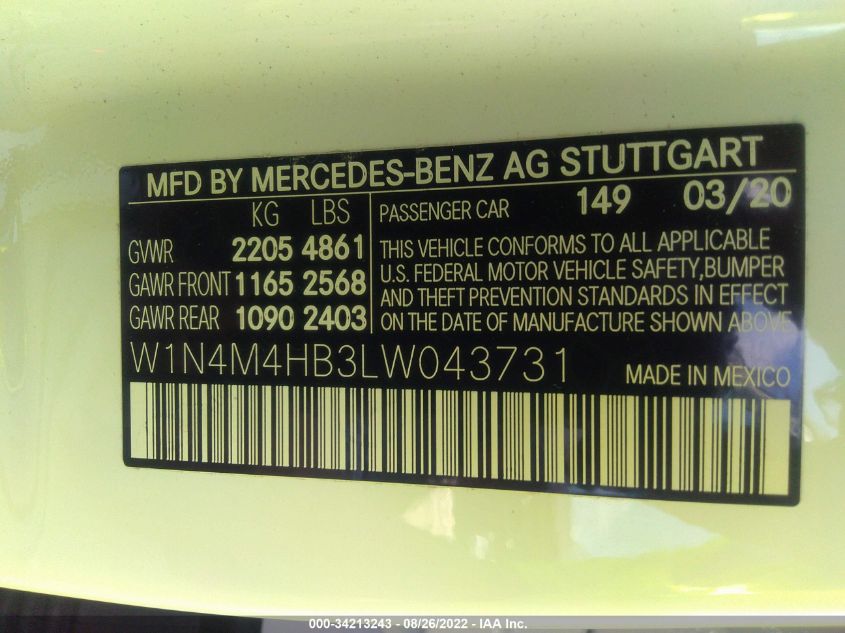 MFD BY MERCEDES-BENZ AG STUTTGART
KG LBS
GVWR 2205 4861
GAWR FRONT 1165 2568
GAWR REAR 1090 2403
PASSENGER CAR 149 03/20
THIS VEHICLE CONFORMS TO ALL APPLICABLE
U.S. FEDERAL MOTOR VEHICLE SAFETY,BUMPER
AND THEFT PREVENTION STANDARDS IN EFFECT
ON THE DATE OF MANUFACTURE SHOWN ABOVE
W1N4M4HB3LW043731
MADE IN MEXICO
000-34213243 - 08/26/2022 - IAA Inc.